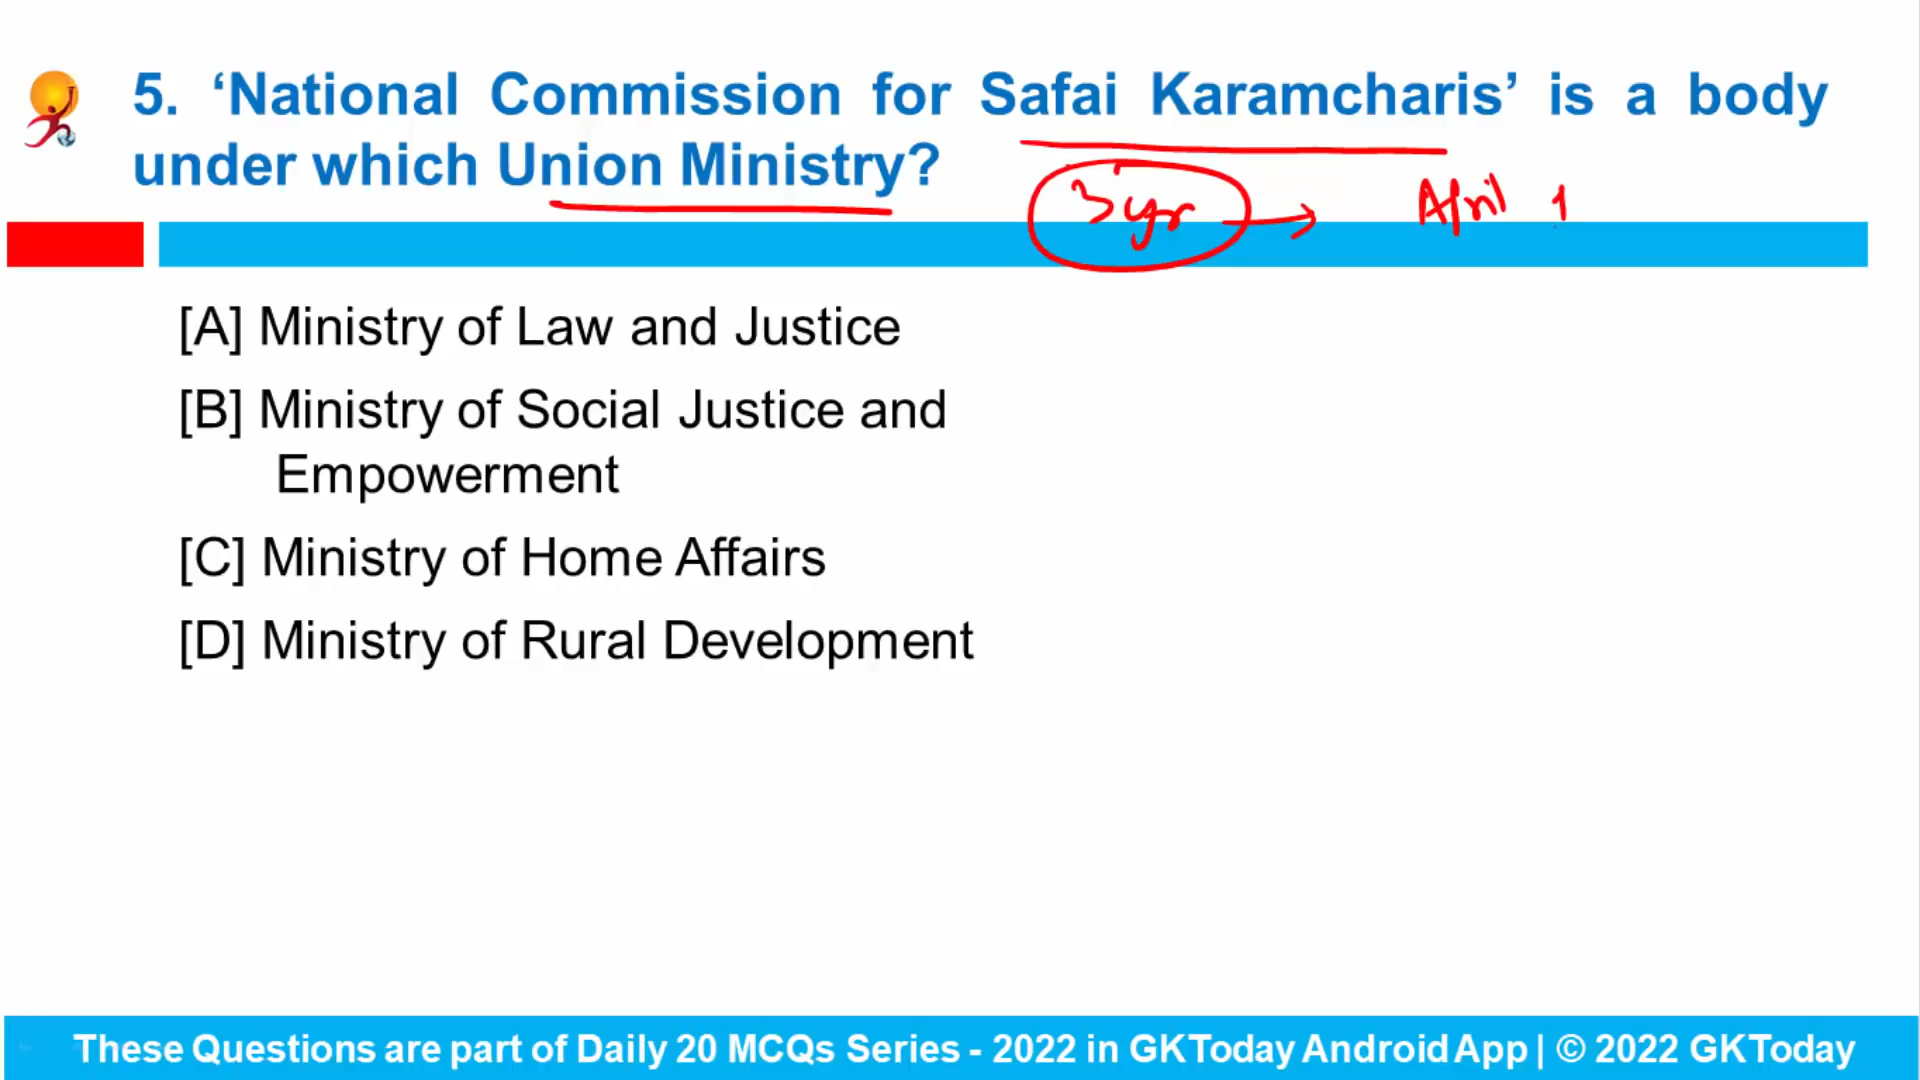 5. ‘National Commission for Safai Karamcharis’ is a body
under which Union Ministry?
3 yr → April 1
[A] Ministry of Law and Justice
[B] Ministry of Social Justice and
Empowerment
[C] Ministry of Home Affairs
[D] Ministry of Rural Development
These Questions are part of Daily 20 MCQs Series - 2022 in GKToday Android App | © 2022 GKToday